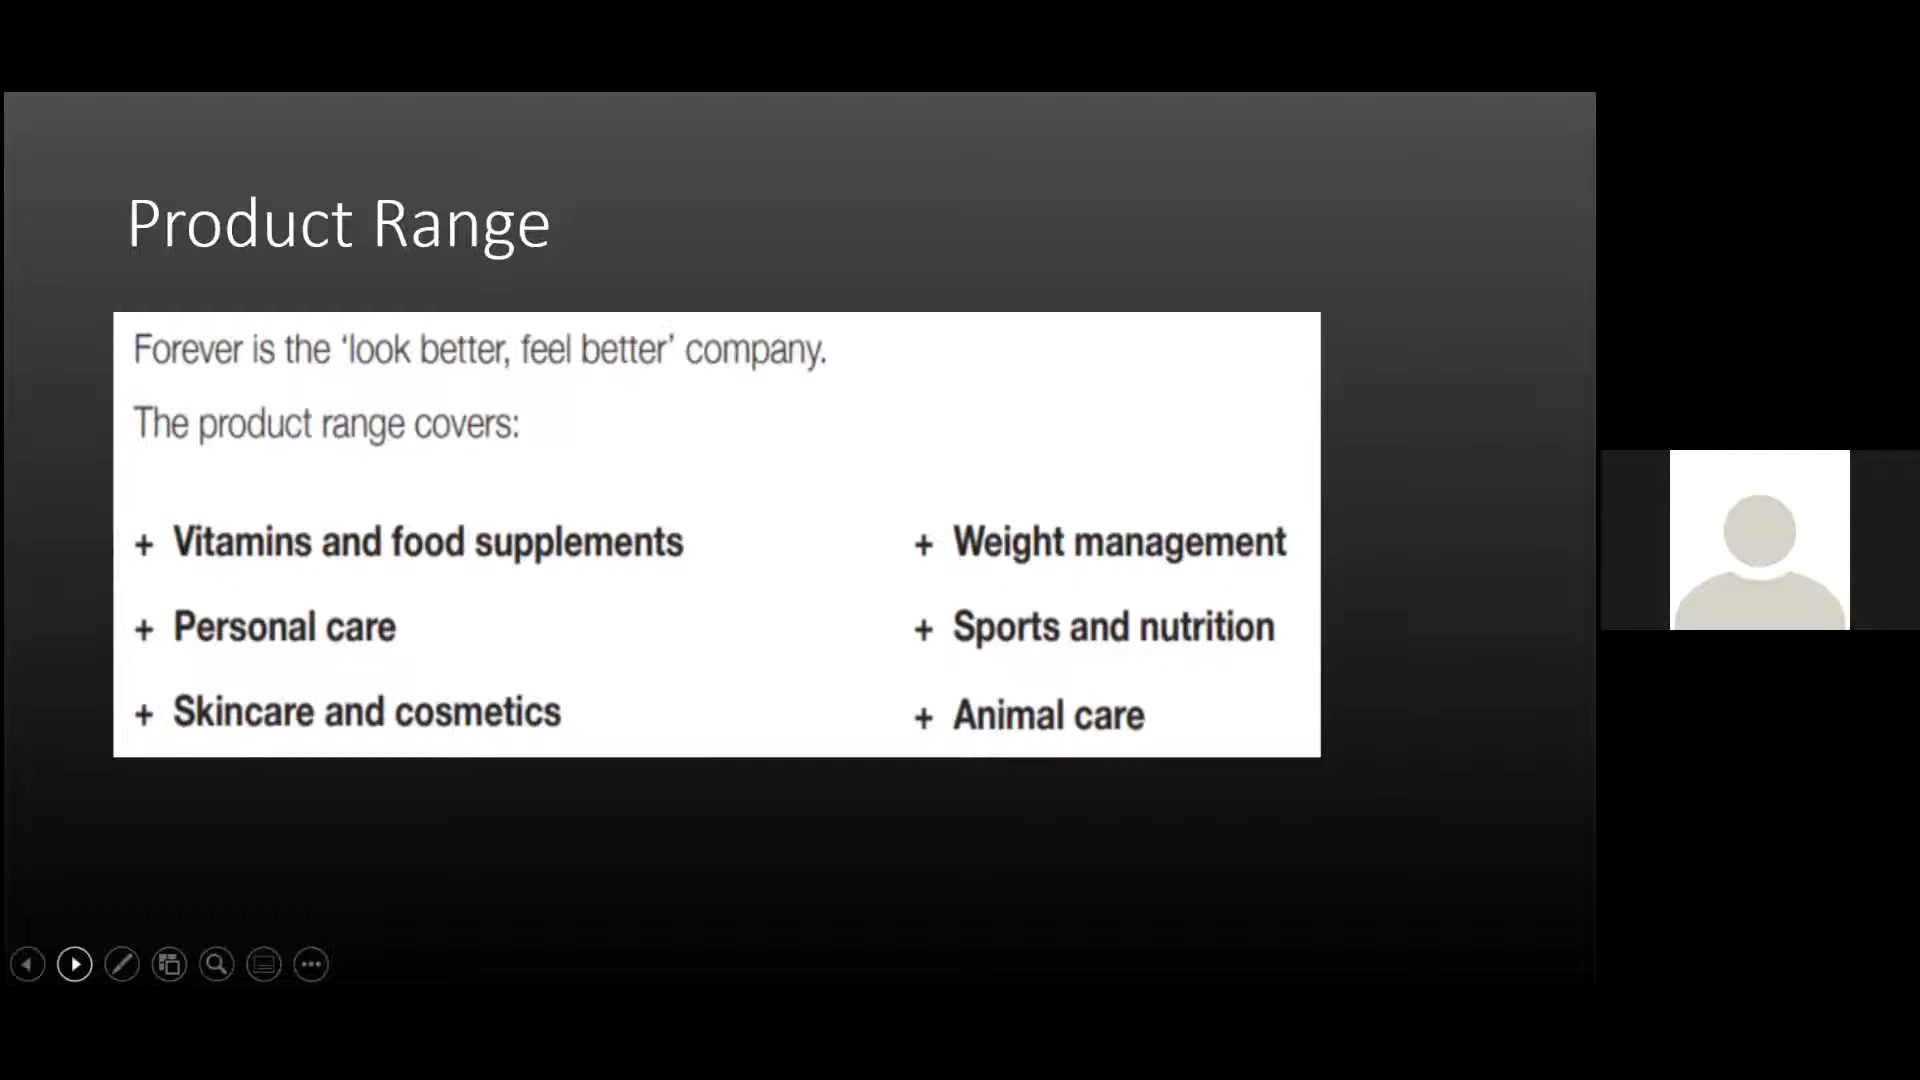 Product Range
Forever is the ‘look better, feel better’ company.
The product range covers:
+ Vitamins and food supplements
+ Personal care
+ Skincare and cosmetics
+ Weight management
+ Sports and nutrition
+ Animal care